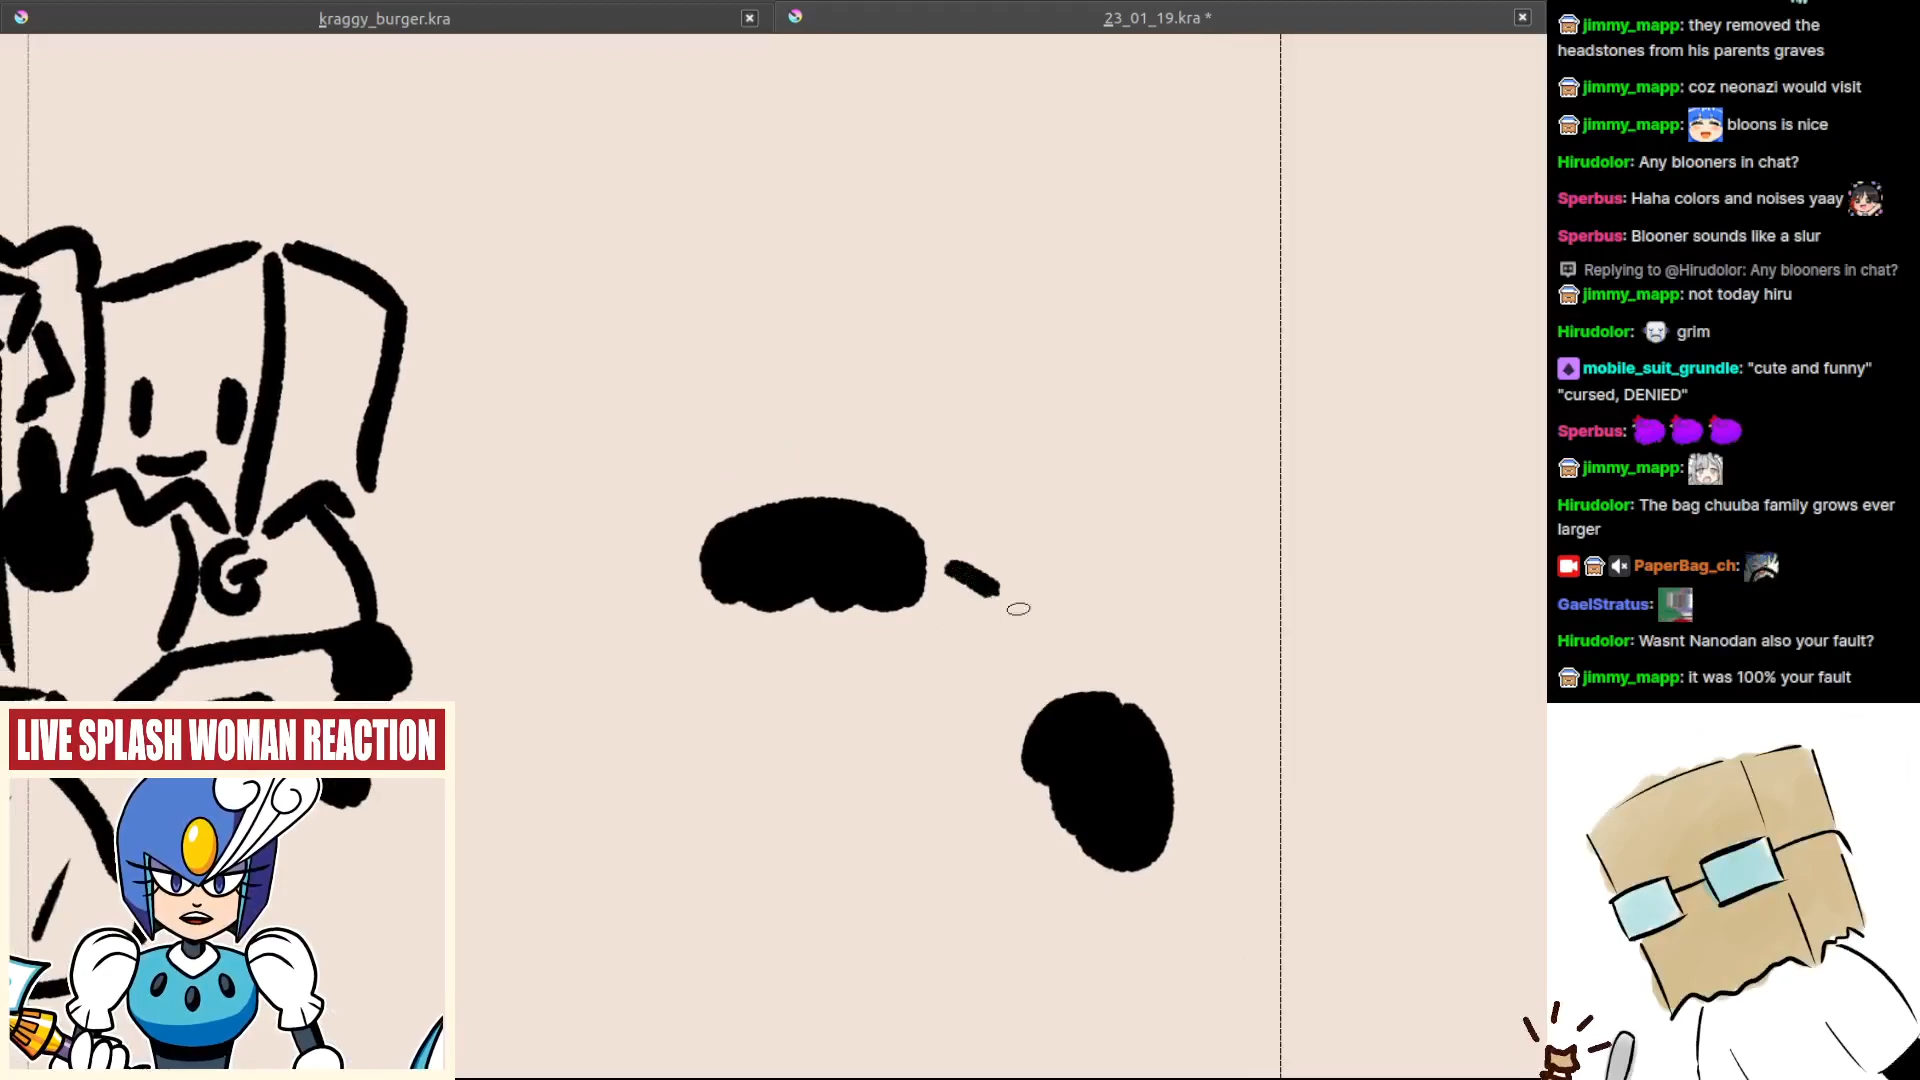 kraggy_burger.kra
23_01_19.kra *
jimmy_mapp: they removed the
headstones from his parents graves
jimmy_mapp: coz neonazi would visit
jimmy_mapp: bloons is nice
Hirudolor: Any blooners in chat?
Sperbus: Haha colors and noises yaay
Sperbus: Blooner sounds like a slur
Replying to @Hirudolor: Any blooners in chat?
jimmy_mapp: not today hiru
Hirudolor: grim
mobile_suit_grundle: "cute and funny"
"cursed, DENIED"
Sperbus:
jimmy_mapp:
Hirudolor: The bag chuuba family grows ever
larger
PaperBag_ch:
GaelStratus:
Hirudolor: Wasnt Nanodan also your fault?
jimmy_mapp: it was 100% your fault
G
LIVE SPLASH WOMAN REACTION